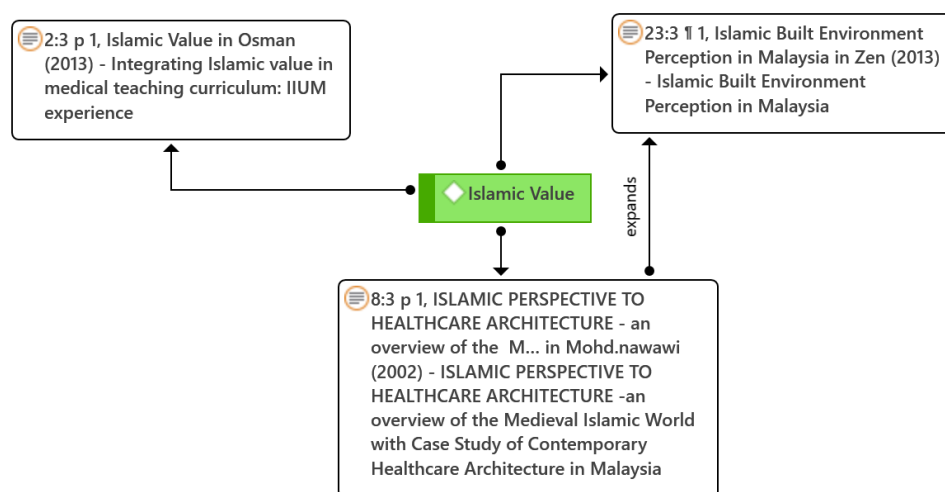 2:3 p 1, Islamic Value in Osman
(2013) - Integrating Islamic value in
medical teaching curriculum: IIUM
experience
23:3 ¶ 1, Islamic Built Environment
Perception in Malaysia in Zen (2013)
- Islamic Built Environment
Perception in Malaysia
Islamic Value
expands
8:3 p 1, ISLAMIC PERSPECTIVE TO
HEALTHCARE ARCHITECTURE - an
overview of the M... in Mohd.nawawi
(2002) - ISLAMIC PERSPECTIVE TO
HEALTHCARE ARCHITECTURE -an
overview of the Medieval Islamic World
with Case Study of Contemporary
Healthcare Architecture in Malaysia